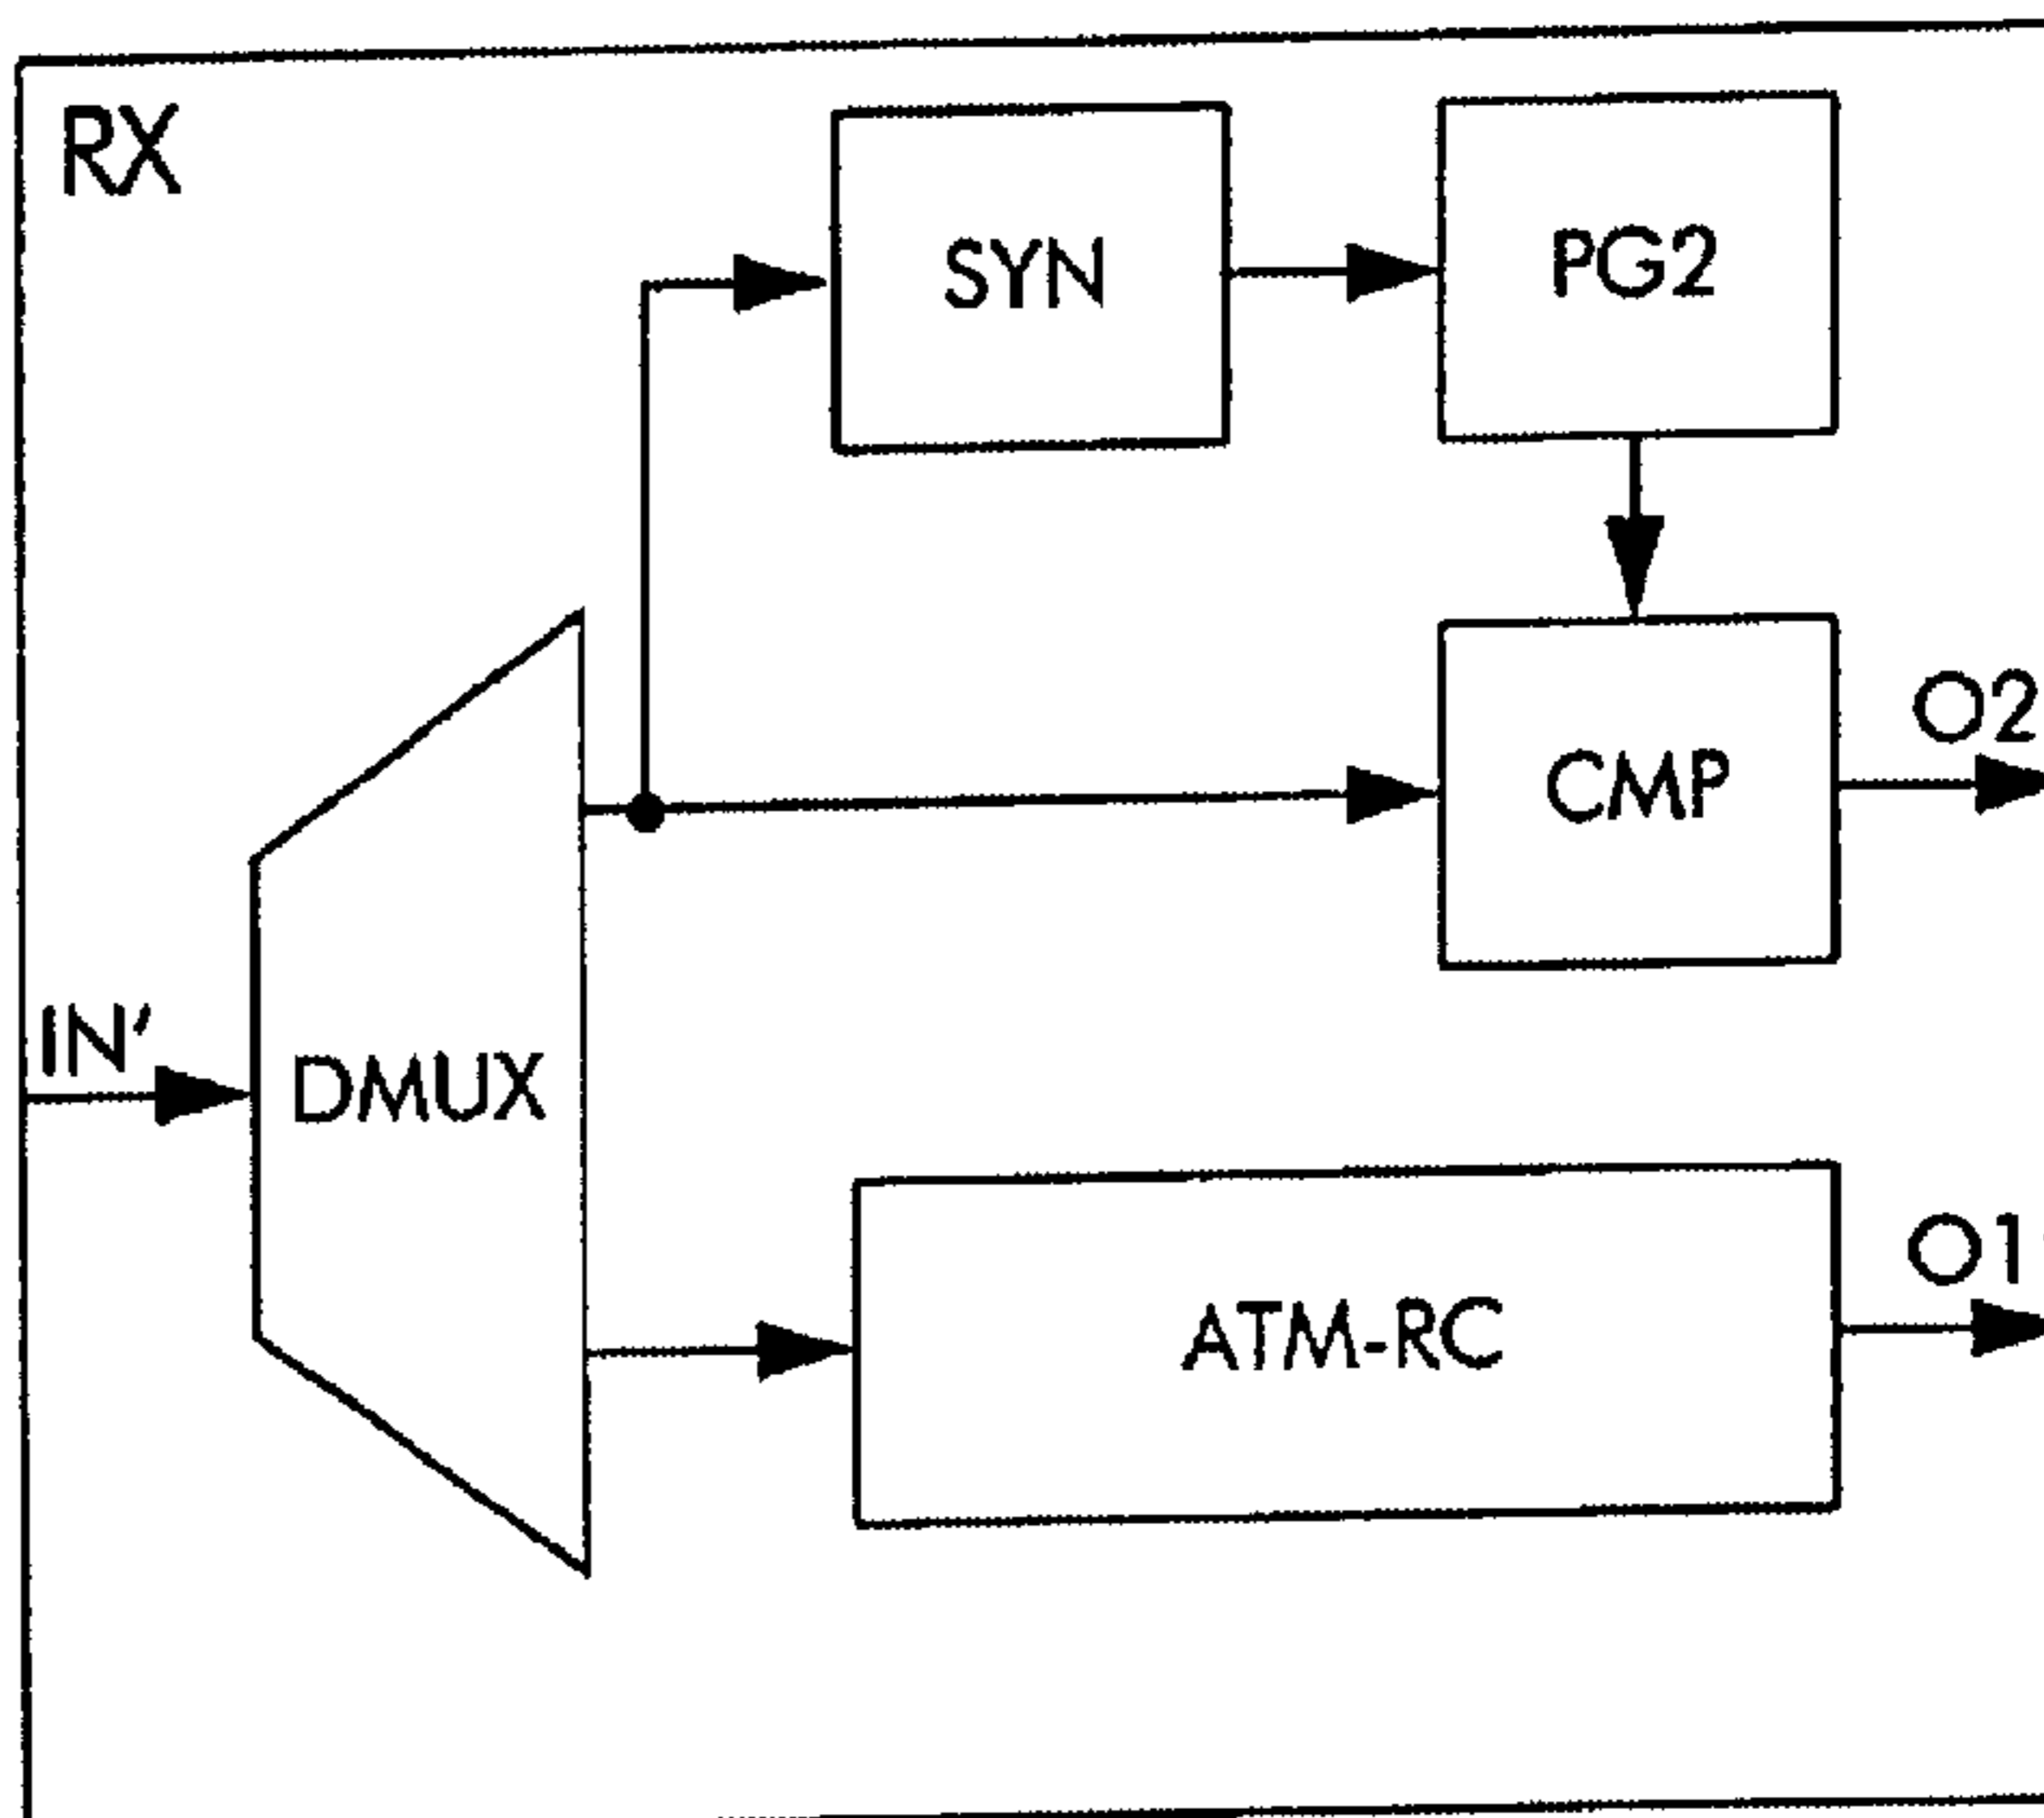 RX
SYN
PG2
O2
CMP
IN'
DMUX
O1
ATM-RC